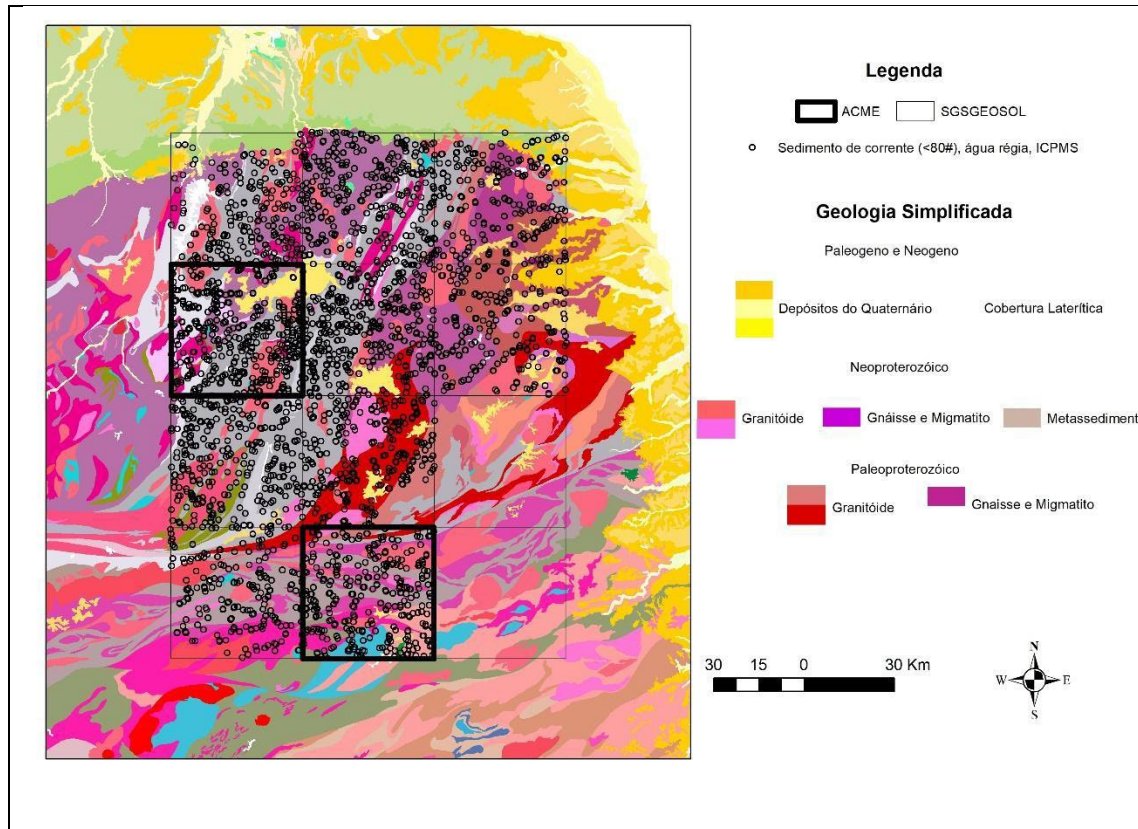 Legenda
ACME SGSGEOSOL
Sedimento de corrente (<80#), água régia, ICPMS
Geologia Simplificada
Paleogeno e Neogeno
Depósitos do Quaternário Cobertura Laterítica
Neoproterozóico
Granitóide Gnáisse e Migmatito Metassediment
Paleoproterozóico
Granitóide Gnaisse e Migmatito
30 15 0 30 Km
N
W E
S